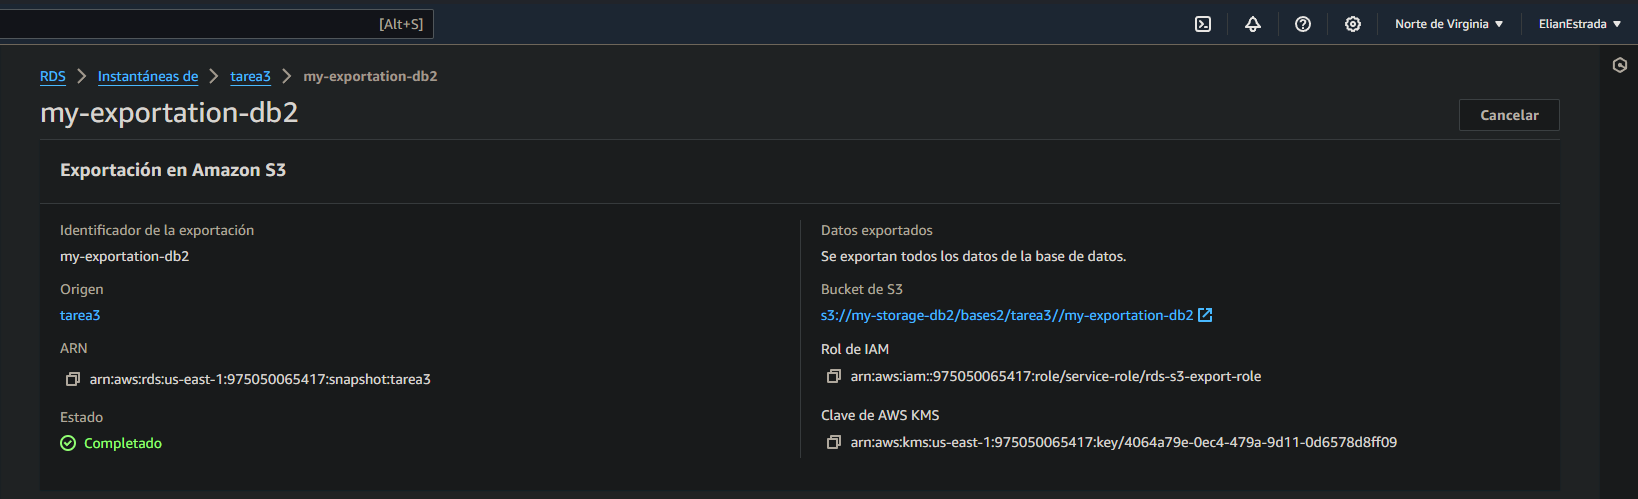 [Alt+S]
Norte de Virginia
ElianEstrada
RDS
Instantáneas de
tarea3
my-exportation-db2
my-exportation-db2
Cancelar
Exportación en Amazon S3
Identificador de la exportación
my-exportation-db2
Origen
tarea3
ARN
arn:aws:rds:us-east-1:975050065417:snapshot:tarea3
Estado
Completado
Datos exportados
Se exportan todos los datos de la base de datos.
Bucket de S3
s3://my-storage-db2/bases2/tarea3//my-exportation-db2
Rol de IAM
arn:aws:iam::975050065417:role/service-role/rds-s3-export-role
Clave de AWS KMS
arn:aws:kms:us-east-1:975050065417:key/4064a79e-0ec4-479a-9d11-0d6578d8ff09